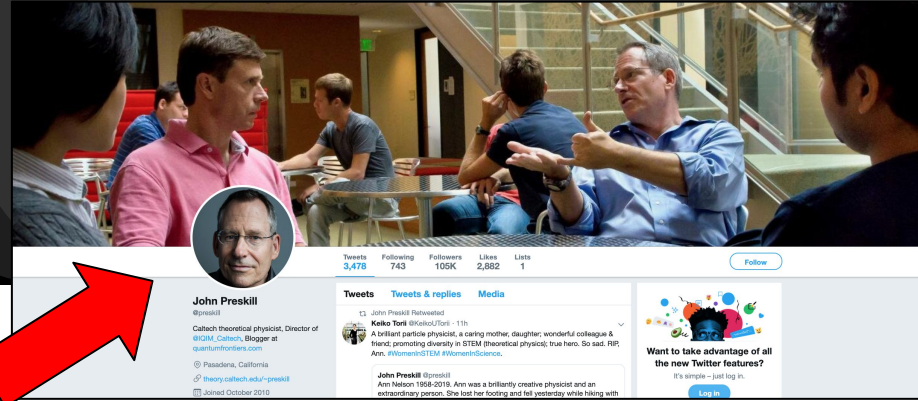 Tweets Following Followers Likes Lists
3,478 743 105K 2,882 1
Follow
John Preskill
@preskill
Caltech theoretical physicist, Director of
@IQIM_Caltech, Blogger at
quantumfrontiers.com
Pasadena, California
theory.caltech.edu/~preskill
Joined October 2010
Tweets Tweets & replies Media
John Preskill Retweeted
Keiko Torii @KeikoUTorii · 11h
A brilliant particle physicist, a caring mother, daughter; wonderful colleague &
friend; promoting diversity in STEM (theoretical physics); true hero. So sad. RIP,
Ann. #WomenInSTEM #WomenInScience.
John Preskill @preskill
Ann Nelson 1958-2019. Ann was a brilliantly creative physicist and an
extraordinary person. She lost her footing and fell yesterday while hiking with
Want to take advantage of all
the new Twitter features?
It's simple – just log in.
Log in